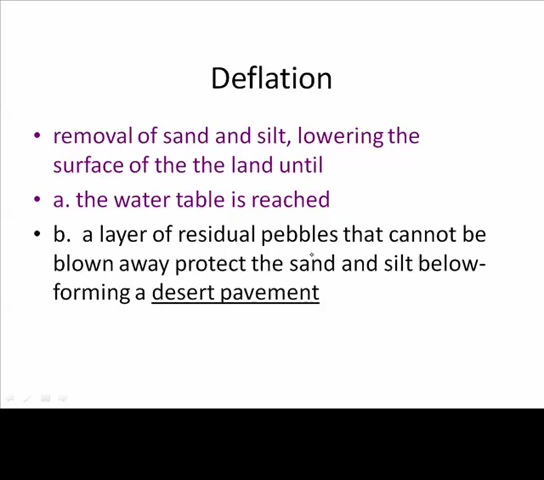 Deflation
• removal of sand and silt, lowering the
surface of the the land until
• a. the water table is reached
• b. a layer of residual pebbles that cannot be
blown away protect the sand and silt below-
forming a desert pavement